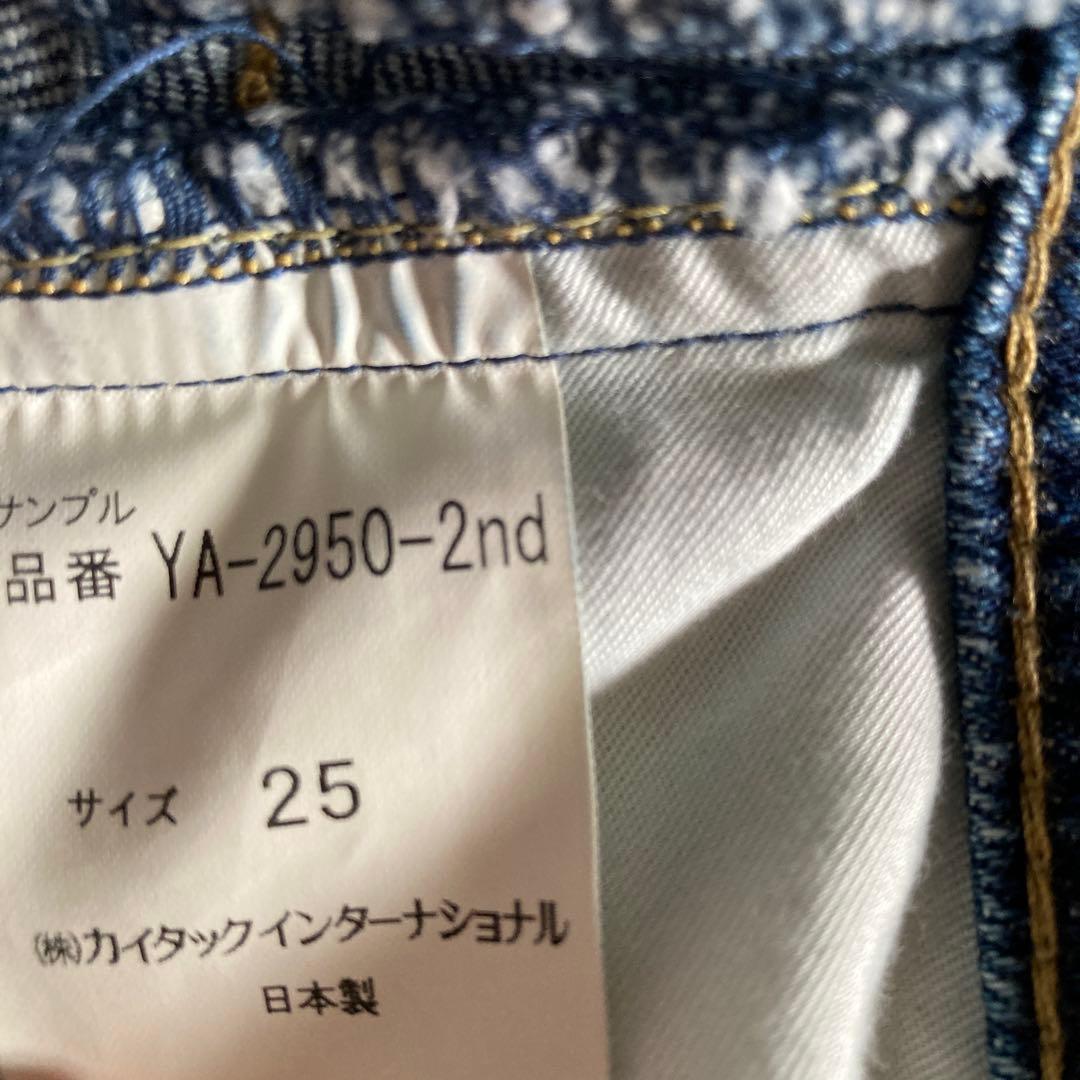 サンプル
品番 YA-2950-2nd
サイズ 25
(株)カイタックインターナショナル
日本製